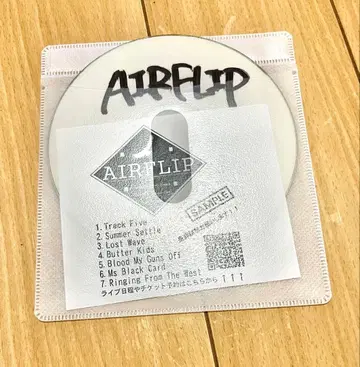 AIRFLIP
AIRFLIP
SAMPLE
1. Track Five
2. Summer Settle
3. Lost Wave
4. Butter Kids
5. Blood My Guns Off
6. Ms Black Card
7. Ringing From The West
ライブ日程やチケット予約はこちらから↑↑↑